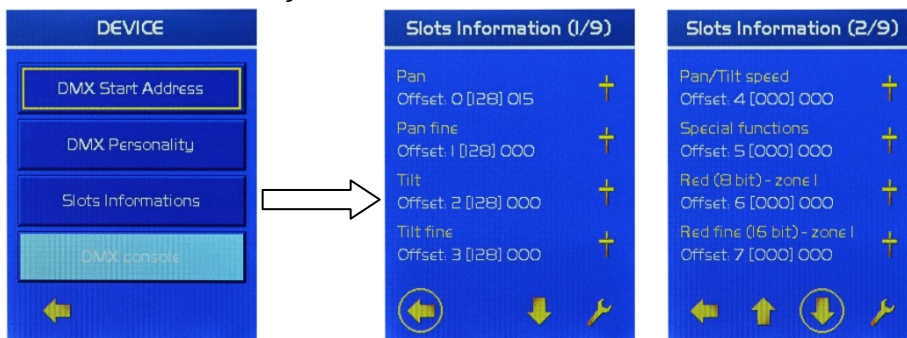 DEVICE
DMX Start Address
DMX Personality
Slots Informations
DMX console
Slots Information (1/9)
Pan
Offset: 0 [128] 015
Pan fine
Offset: 1 [128] 000
Tilt
Offset: 2 [128] 000
Tilt fine
Offset: 3 [128] 000
Slots Information (2/9)
Pan/Tilt speed
Offset: 4 [000] 000
Special functions
Offset: 5 [000] 000
Red (8 bit) - zone 1
Offset: 6 [000] 000
Red fine (16 bit) - zone 1
Offset: 7 [000] 000